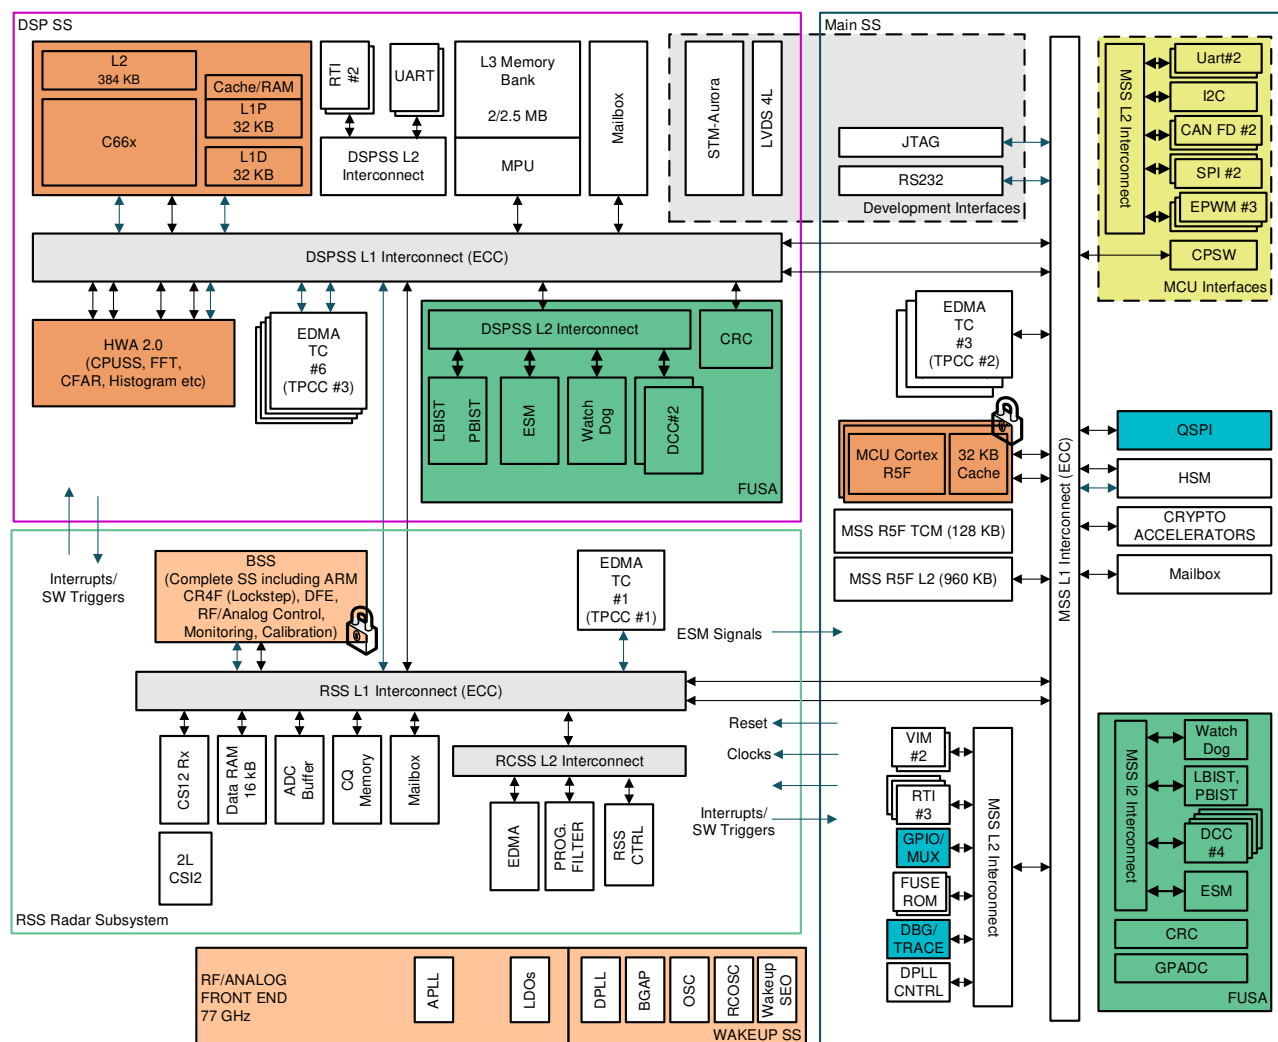 DSP SS
L2
384 KB
Cache/RAM
L1P
32 KB
C66x
L1D
32 KB
RTI
#2
UART
DSPSS L2
Interconnect
L3 Memory
Bank
2/2.5 MB
MPU
Mailbox
DSPSS L1 Interconnect (ECC)
HWA 2.0
(CPUSS, FFT,
CFAR, Histogram etc)
EDMA
TC
#6
(TPCC #3)
DSPSS L2 Interconnect
CRC
LBIST
PBIST
ESM
Watch
Dog
DCC#2
FUSA
Interrupts/
SW Triggers
Main SS
STM-Aurora
LVDS 4L
JTAG
RS232
Development Interfaces
MSS L1 Interconnect (ECC)
MSS L2 Interconnect
Uart#2
I2C
CAN FD #2
SPI #2
EPWM #3
CPSW
MCU Interfaces
EDMA
TC
#3
(TPCC #2)
MCU Cortex
R5F
32 KB
Cache
MSS R5F TCM (128 KB)
MSS R5F L2 (960 KB)
QSPI
HSM
CRYPTO
ACCELERATORS
Mailbox
BSS
(Complete SS including ARM
CR4F (Lockstep), DFE,
RF/Analog Control,
Monitoring, Calibration)
EDMA
TC
#1
(TPCC #1)
ESM Signals
RSS L1 Interconnect (ECC)
CS12 Rx
Data RAM
16 kB
ADC
Buffer
CQ
Memory
Mailbox
RCSS L2 Interconnect
EDMA
PROG.
FILTER
RSS
CTRL
2L
CSI2
RSS Radar Subsystem
Reset
Clocks
Interrupts/
SW Triggers
VIM
#2
RTI
#3
GPIO/
MUX
FUSE
ROM
DBG/
TRACE
DPLL
CNTRL
MSS L2 Interconnect
MSS I2 Interconnect
Watch
Dog
LBIST,
PBIST
DCC
#4
ESM
CRC
GPADC
FUSA
RF/ANALOG
FRONT END
77 GHz
APLL
LDOs
DPLL
BGAP
OSC
RCOSC
Wakeup
SEO
WAKEUP SS